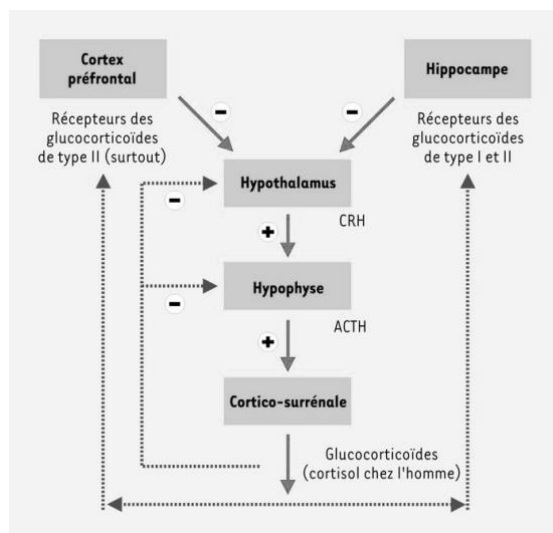 Cortex
préfrontal
Hippocampe
Récepteurs des
glucocorticoïdes
de type II (surtout)
Récepteurs des
glucocorticoïdes
de type I et II
Hypothalamus
CRH
Hypophyse
ACTH
Cortico-surrénale
Glucocorticoïdes
(cortisol chez l'homme)